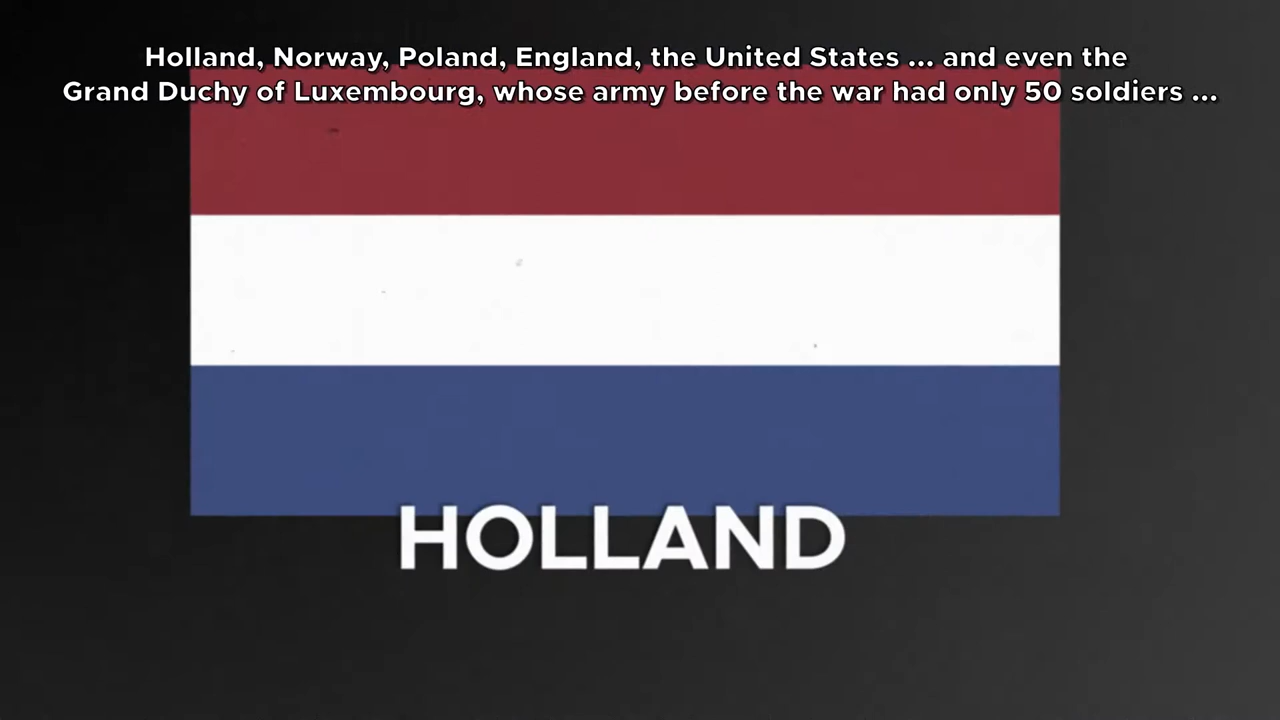 Holland, Norway, Poland, England, the United States ... and even the
Grand Duchy of Luxembourg, whose army before the war had only 50 soldiers ...
HOLLAND